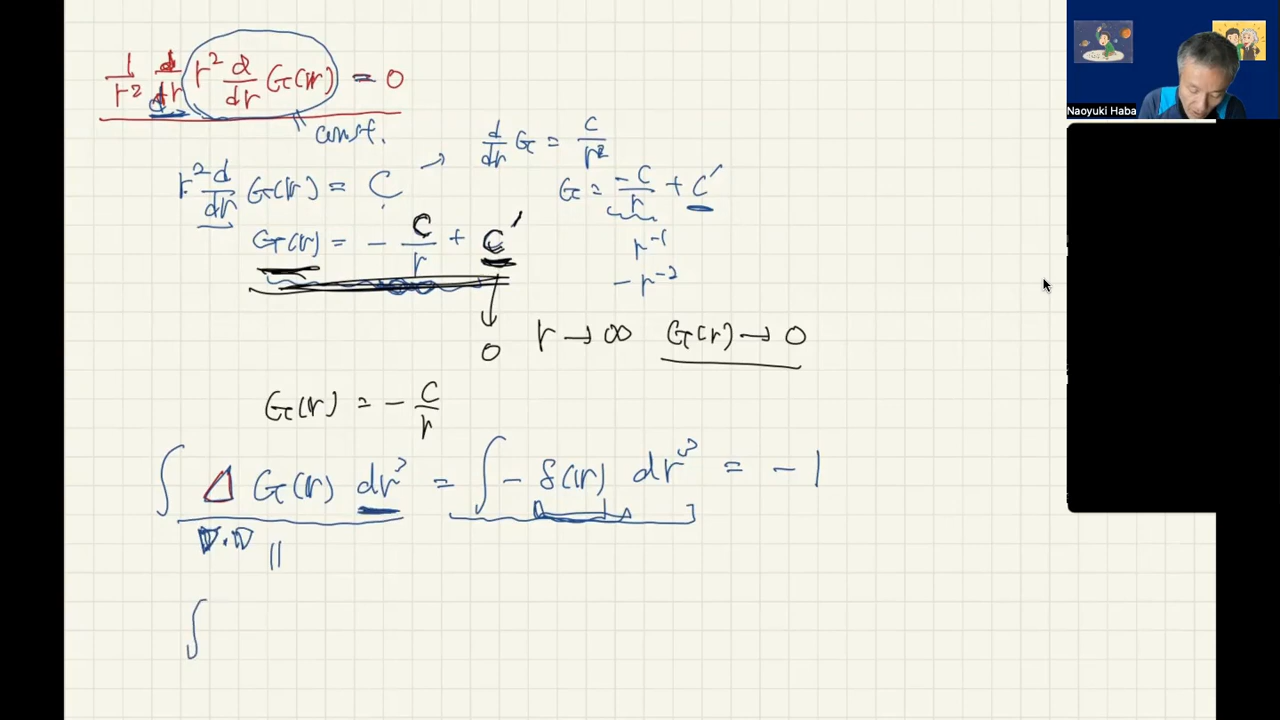 1/r² d/dr r² d/dr G(r) = 0
const.
r² d/dr G(r) = C → d/dr G = C/r²
G = -C/r + C'
G(r) = - C/r + C'
r⁻¹
- r⁻²
0 r → ∞ G(r) → 0
G(r) = - C/r
∫ Δ G(r) dr³ = ∫ - δ(r) dr³ = - 1
∇·∇ ||
∫
Naoyuki Haba